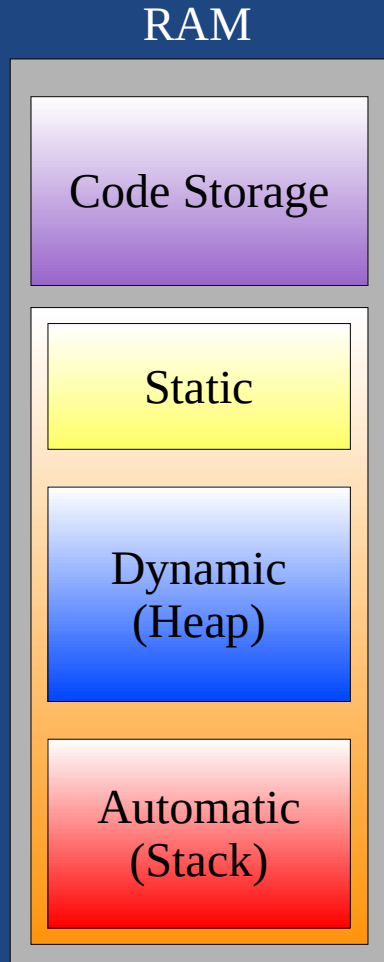 RAM
Code Storage
Static
Dynamic
(Heap)
Automatic
(Stack)